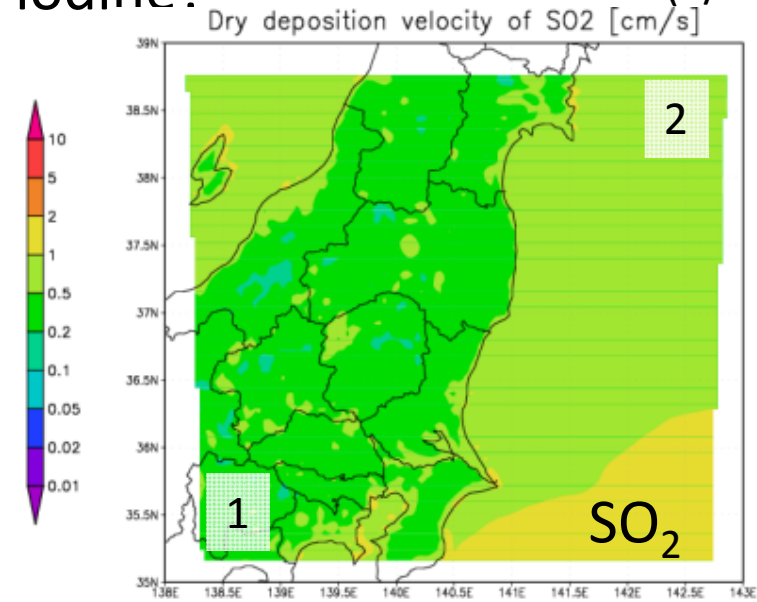 Iodine?
Dry deposition velocity of SO2 [cm/s]
39N
38.5N
38N
37.5N
37N
36.5N
36N
35.5N
35N
138E 138.5E 139E 139.5E 140E 140.5E 141E 141.5E 142E 142.5E 143E
10
5
2
1
0.5
0.2
0.1
0.05
0.02
0.01
2
1
SO₂